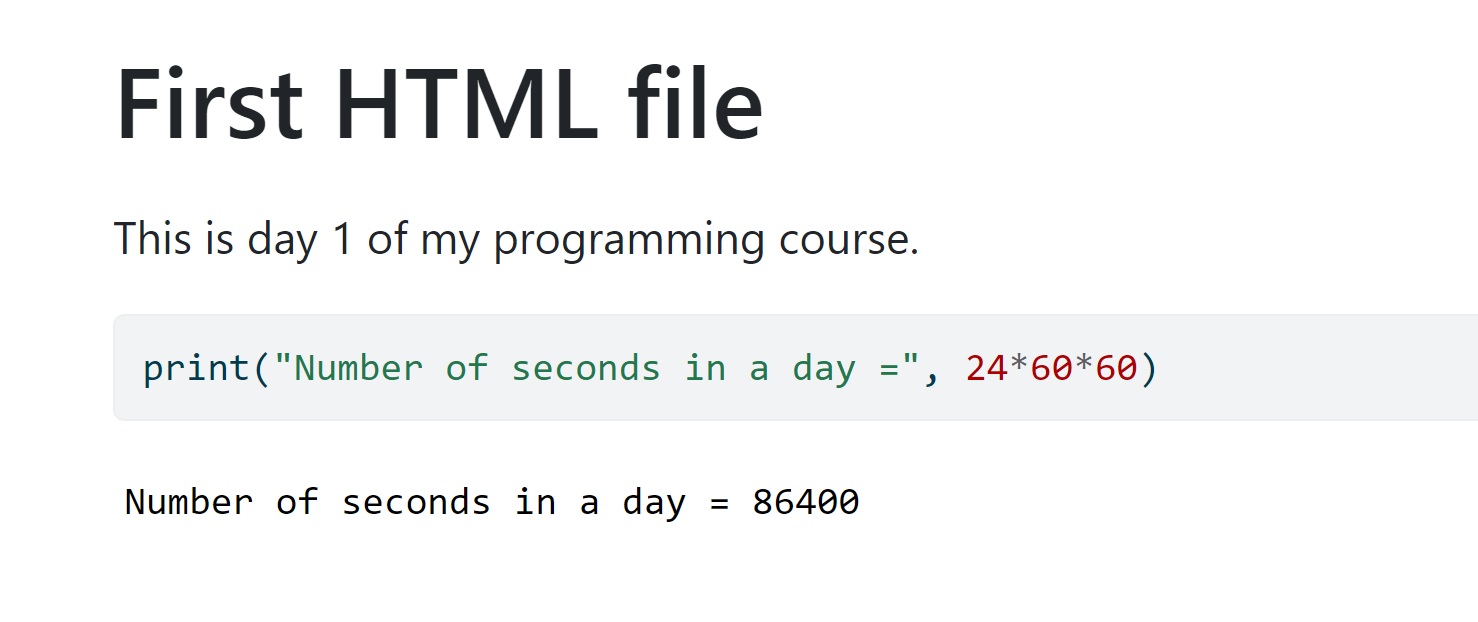 First HTML file
This is day 1 of my programming course.
print("Number of seconds in a day =", 24*60*60)
Number of seconds in a day = 86400